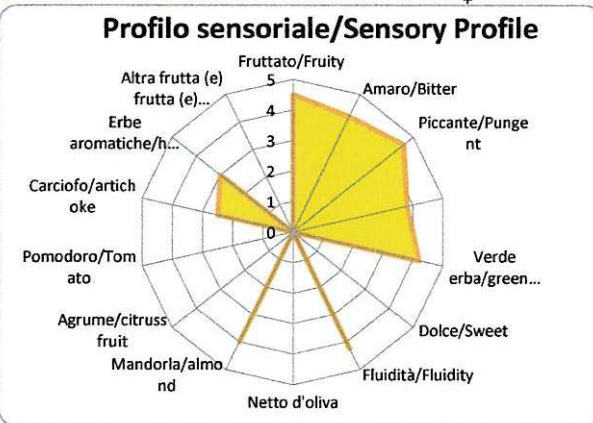 Profilo sensoriale/Sensory Profile
Fruttato/Fruity
Altra frutta (e)
frutta (e)...
Amaro/Bitter
Erbe
aromatiche/h...
Piccante/Punge
nt
Carciofo/artich
oke
5
4
3
2
1
0
Pomodoro/Tom
ato
Verde
erba/green...
Agrume/citruss
fruit
Dolce/Sweet
Mandorla/almo
nd
Fluidità/Fluidity
Netto d'oliva